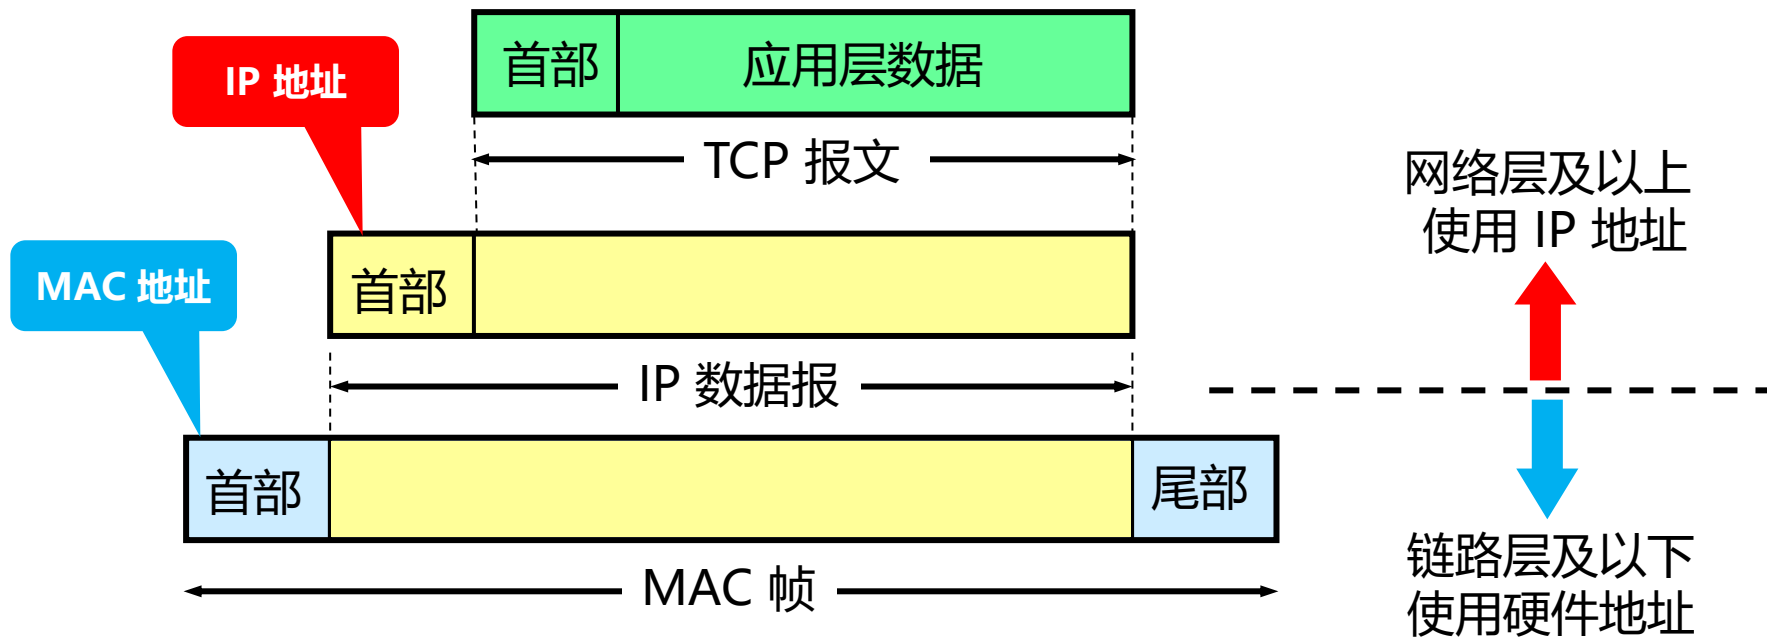 首部
应用层数据
IP 地址
TCP 报文
网络层及以上
使用 IP 地址
首部
MAC 地址
IP 数据报
首部
尾部
MAC 帧
链路层及以下
使用硬件地址